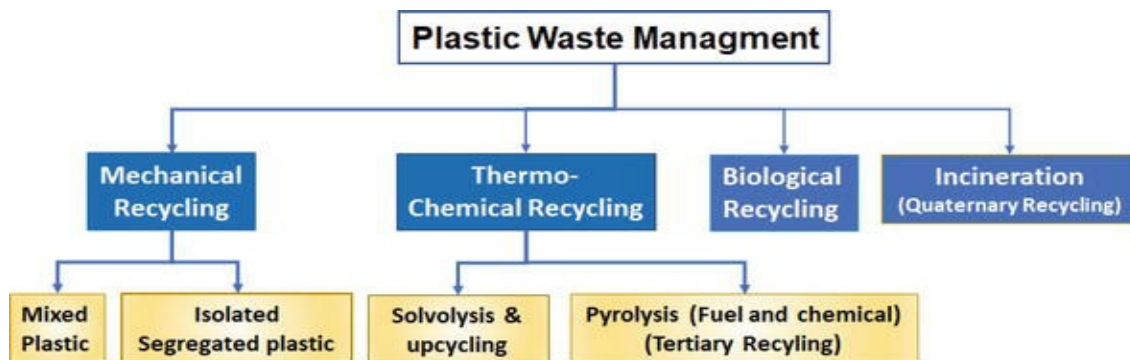 Plastic Waste Managment
Mechanical
Recycling
Thermo-
Chemical Recycling
Biological
Recycling
Incineration
(Quaternary Recycling)
Mixed
Plastic
Isolated
Segregated plastic
Solvolysis &
upcycling
Pyrolysis (Fuel and chemical)
(Tertiary Recyling)